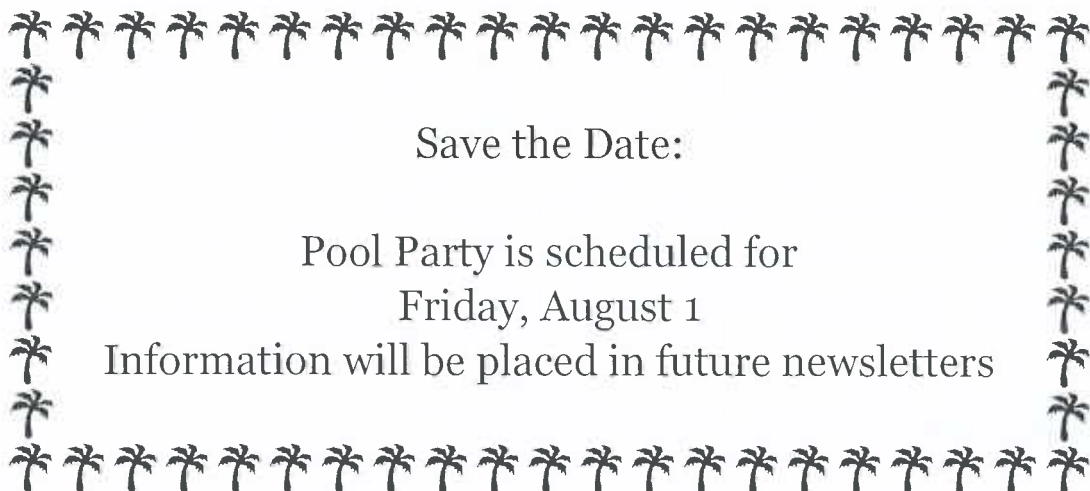 Save the Date:
Pool Party is scheduled for
Friday, August 1
Information will be placed in future newsletters